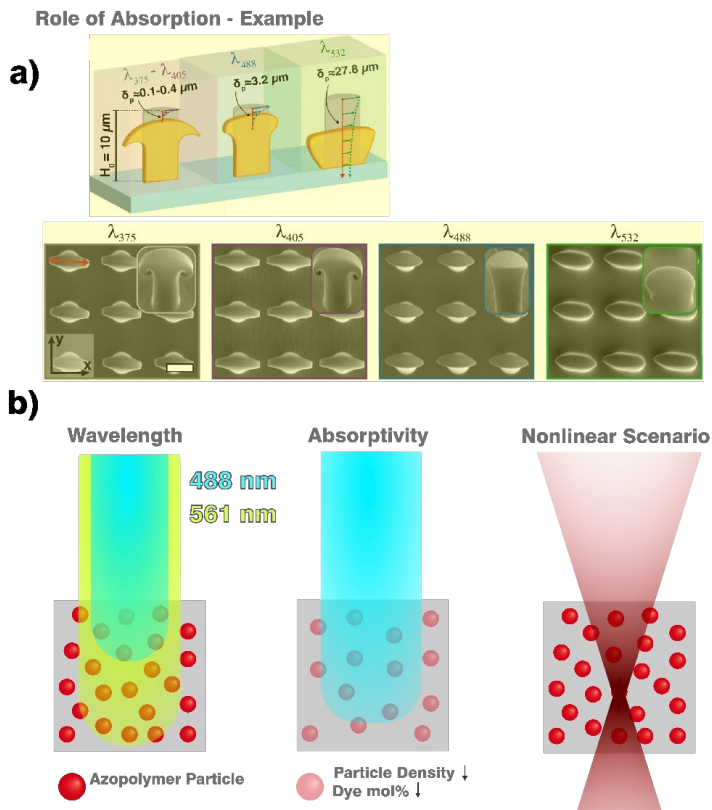 Role of Absorption - Example
a)
λ375 - λ405
δp≈0.1-0.4 µm
λ488
δp≈3.2 µm
λ532
δp≈27.8 µm
H0 = 10 µm
λ375
λ405
λ488
λ532
y
x
b)
Wavelength
Absorptivity
Nonlinear Scenario
488 nm
561 nm
Azopolymer Particle
Particle Density ↓
Dye mol% ↓